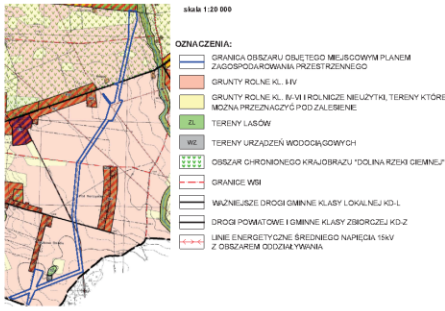 skala 1:20 000
OZNACZENIA:
GRANICA OBSZARU OBJĘTEGO MIEJSCOWYM PLANEM
ZAGOSPODAROWANIA PRZESTRZENNEGO
GRUNTY ROLNE KL. I-IV
GRUNTY ROLNE KL. IV-VI I ROLNICZE NIEUŻYTKI, TERENY KTÓRE
MOŻNA PRZEZNACZYĆ POD ZALESIENIE
ZL
TERENY LASÓW
WZ
TERENY URZĄDZEŃ WODOCIĄGOWYCH
OBSZAR CHRONIONEGO KRAJOBRAZU "DOLINA RZEKI CIEMNEJ"
GRANICE WSI
WAŻNIEJSZE DROGI GMINNE KLASY LOKALNEJ KD-L
DROGI POWIATOWE I GMINNE KLASY ZBIORCZEJ KD-Z
LINIE ENERGETYCZNE ŚREDNIEGO NAPIĘCIA 15kV
Z OBSZAREM ODDZIAŁYWANIA